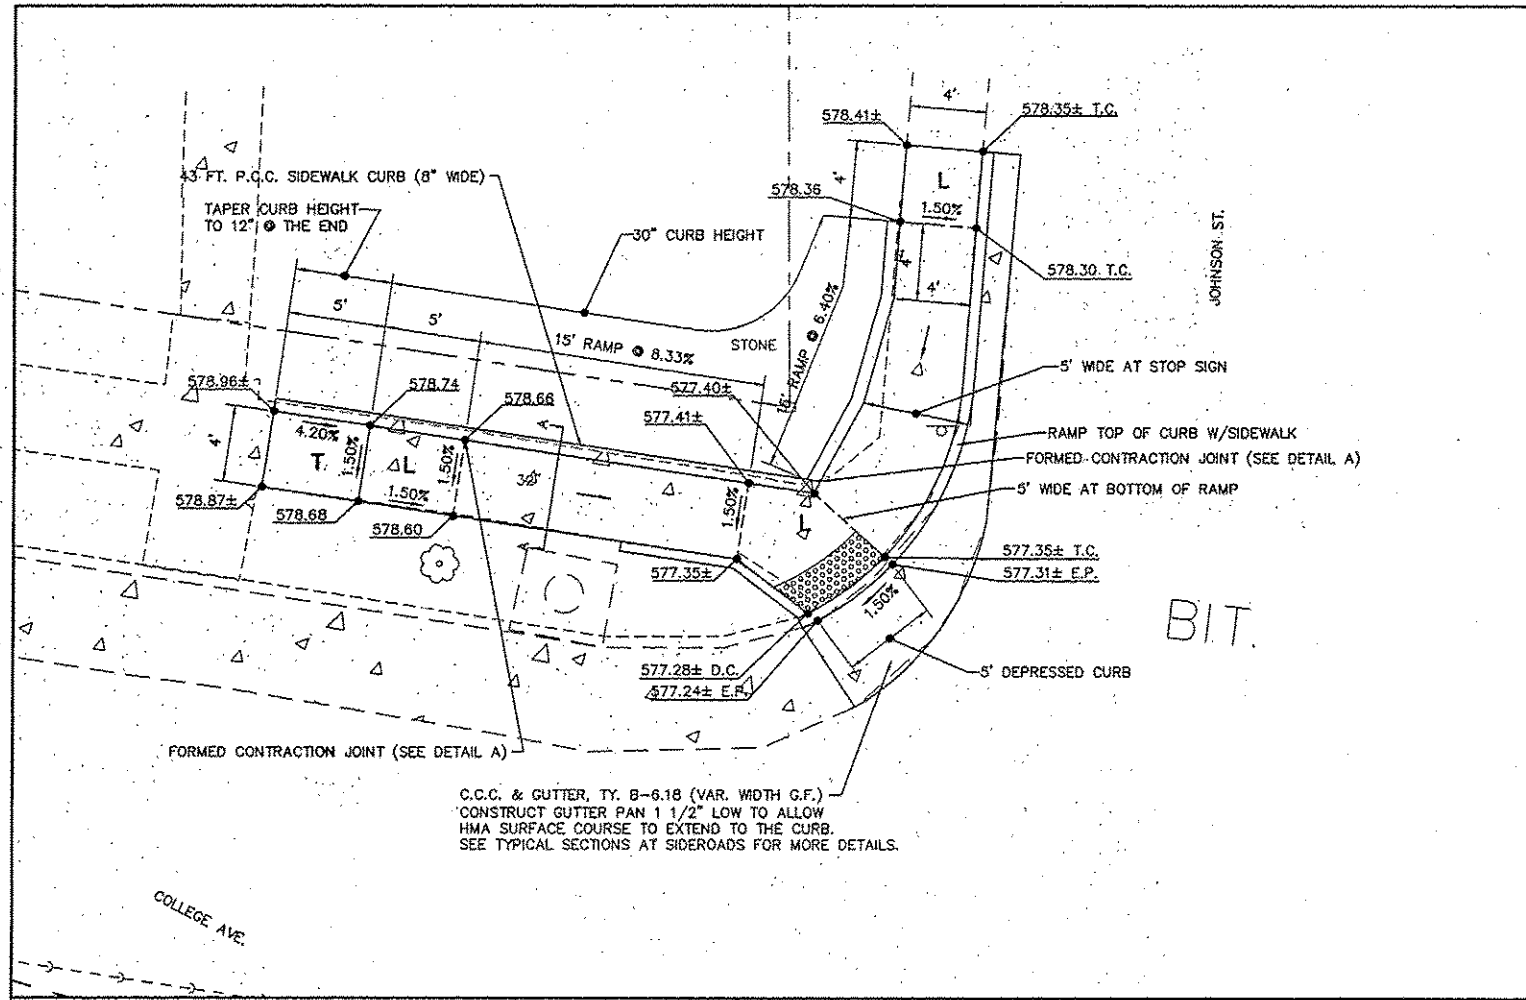 4'
578.41±
578.35± T.C.
43 FT. P.C.C. SIDEWALK CURB (8" WIDE)
4'
L
578.36
1.50%
TAPER CURB HEIGHT
TO 12" @ THE END
30" CURB HEIGHT
JOHNSON ST.
578.30 T.C.
4'
4'
5'
5'
15' RAMP @ 8.33%
STONE
16' RAMP @ 6.40%
5' WIDE AT STOP SIGN
578.96±
578.74
578.66
577.40±
577.41±
4'
4.20%
T
1.50%
L
1.50%
1.50%
A
RAMP TOP OF CURB W/SIDEWALK
FORMED CONTRACTION JOINT (SEE DETAIL A)
5' WIDE AT BOTTOM OF RAMP
578.87±
578.68
578.60
A
1.50%
L
577.35±
577.35± T.C.
577.31± E.P.
1.50%
BIT.
577.28± D.C.
577.24± E.P.
5' DEPRESSED CURB
FORMED CONTRACTION JOINT (SEE DETAIL A)
C.C.C. & GUTTER, TY. B-6.18 (VAR. WIDTH G.F.)
CONSTRUCT GUTTER PAN 1 1/2" LOW TO ALLOW
HMA SURFACE COURSE TO EXTEND TO THE CURB.
SEE TYPICAL SECTIONS AT SIDEROADS FOR MORE DETAILS.
COLLEGE AVE.